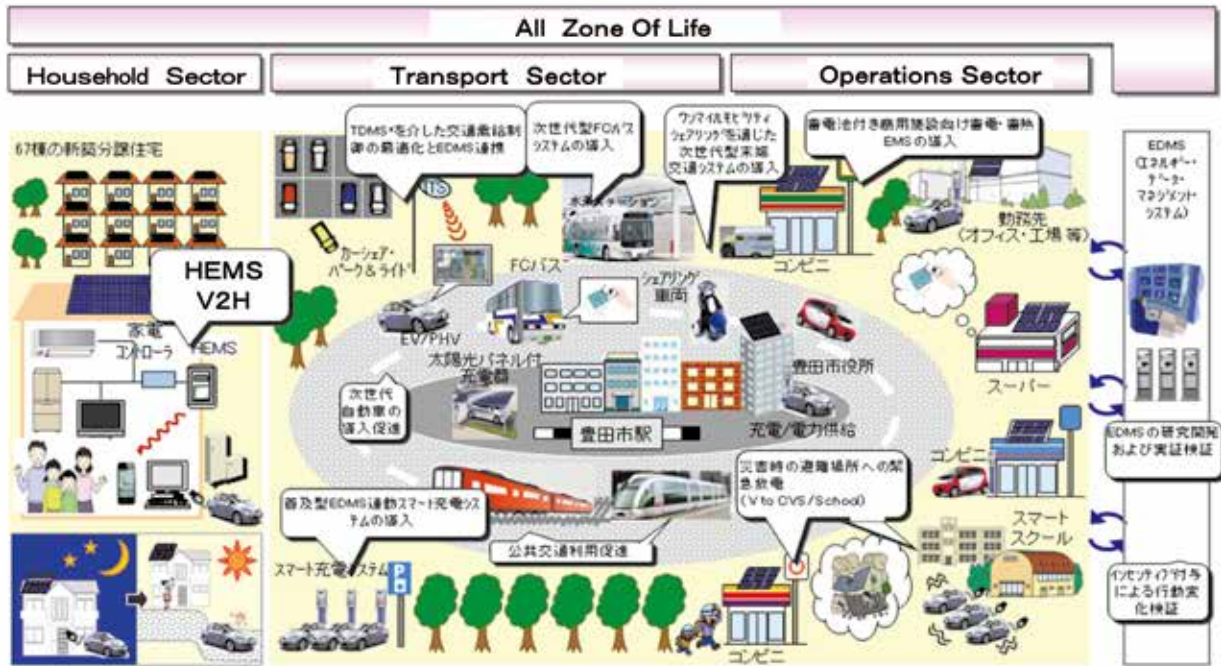 All Zone Of Life
Household Sector
Transport Sector
Operations Sector
67棟の新築分譲住宅
HEMS
V2H
家電
コントローラ
HEMS
TDMS*を介した交通需給制
御の最適化とEDMS連携
次世代型FCバス
システムの導入
ワンマイルモビリティ
シェアリングを通じた
次世代型末端
交通システムの導入
蓄電池付き商用施設向け蓄電・蓄熱
EMSの導入
ITS
水素ステーション
カーシェア・
パーク&ライド
FCバス
シェアリング
車両
コンビニ
勤務先
(オフィス・工場 等)
EV/PHV
太陽光パネル付
充電器
豊田市役所
スーパー
次世代
自動車の
導入促進
豊田市駅
充電/電力供給
コンビニ
災害時の避難場所への緊
急放電
(V to CVS/School)
普及型EDMS連動スマート充電シス
テムの導入
公共交通利用促進
スマート
スクール
スマート充電システム
P
コンビニ
EDMS
(エネルギー・
データ・
マネジメント
システム)
EDMSの研究開発
および実証検証
インセンティブ付与
による行動変
化検証